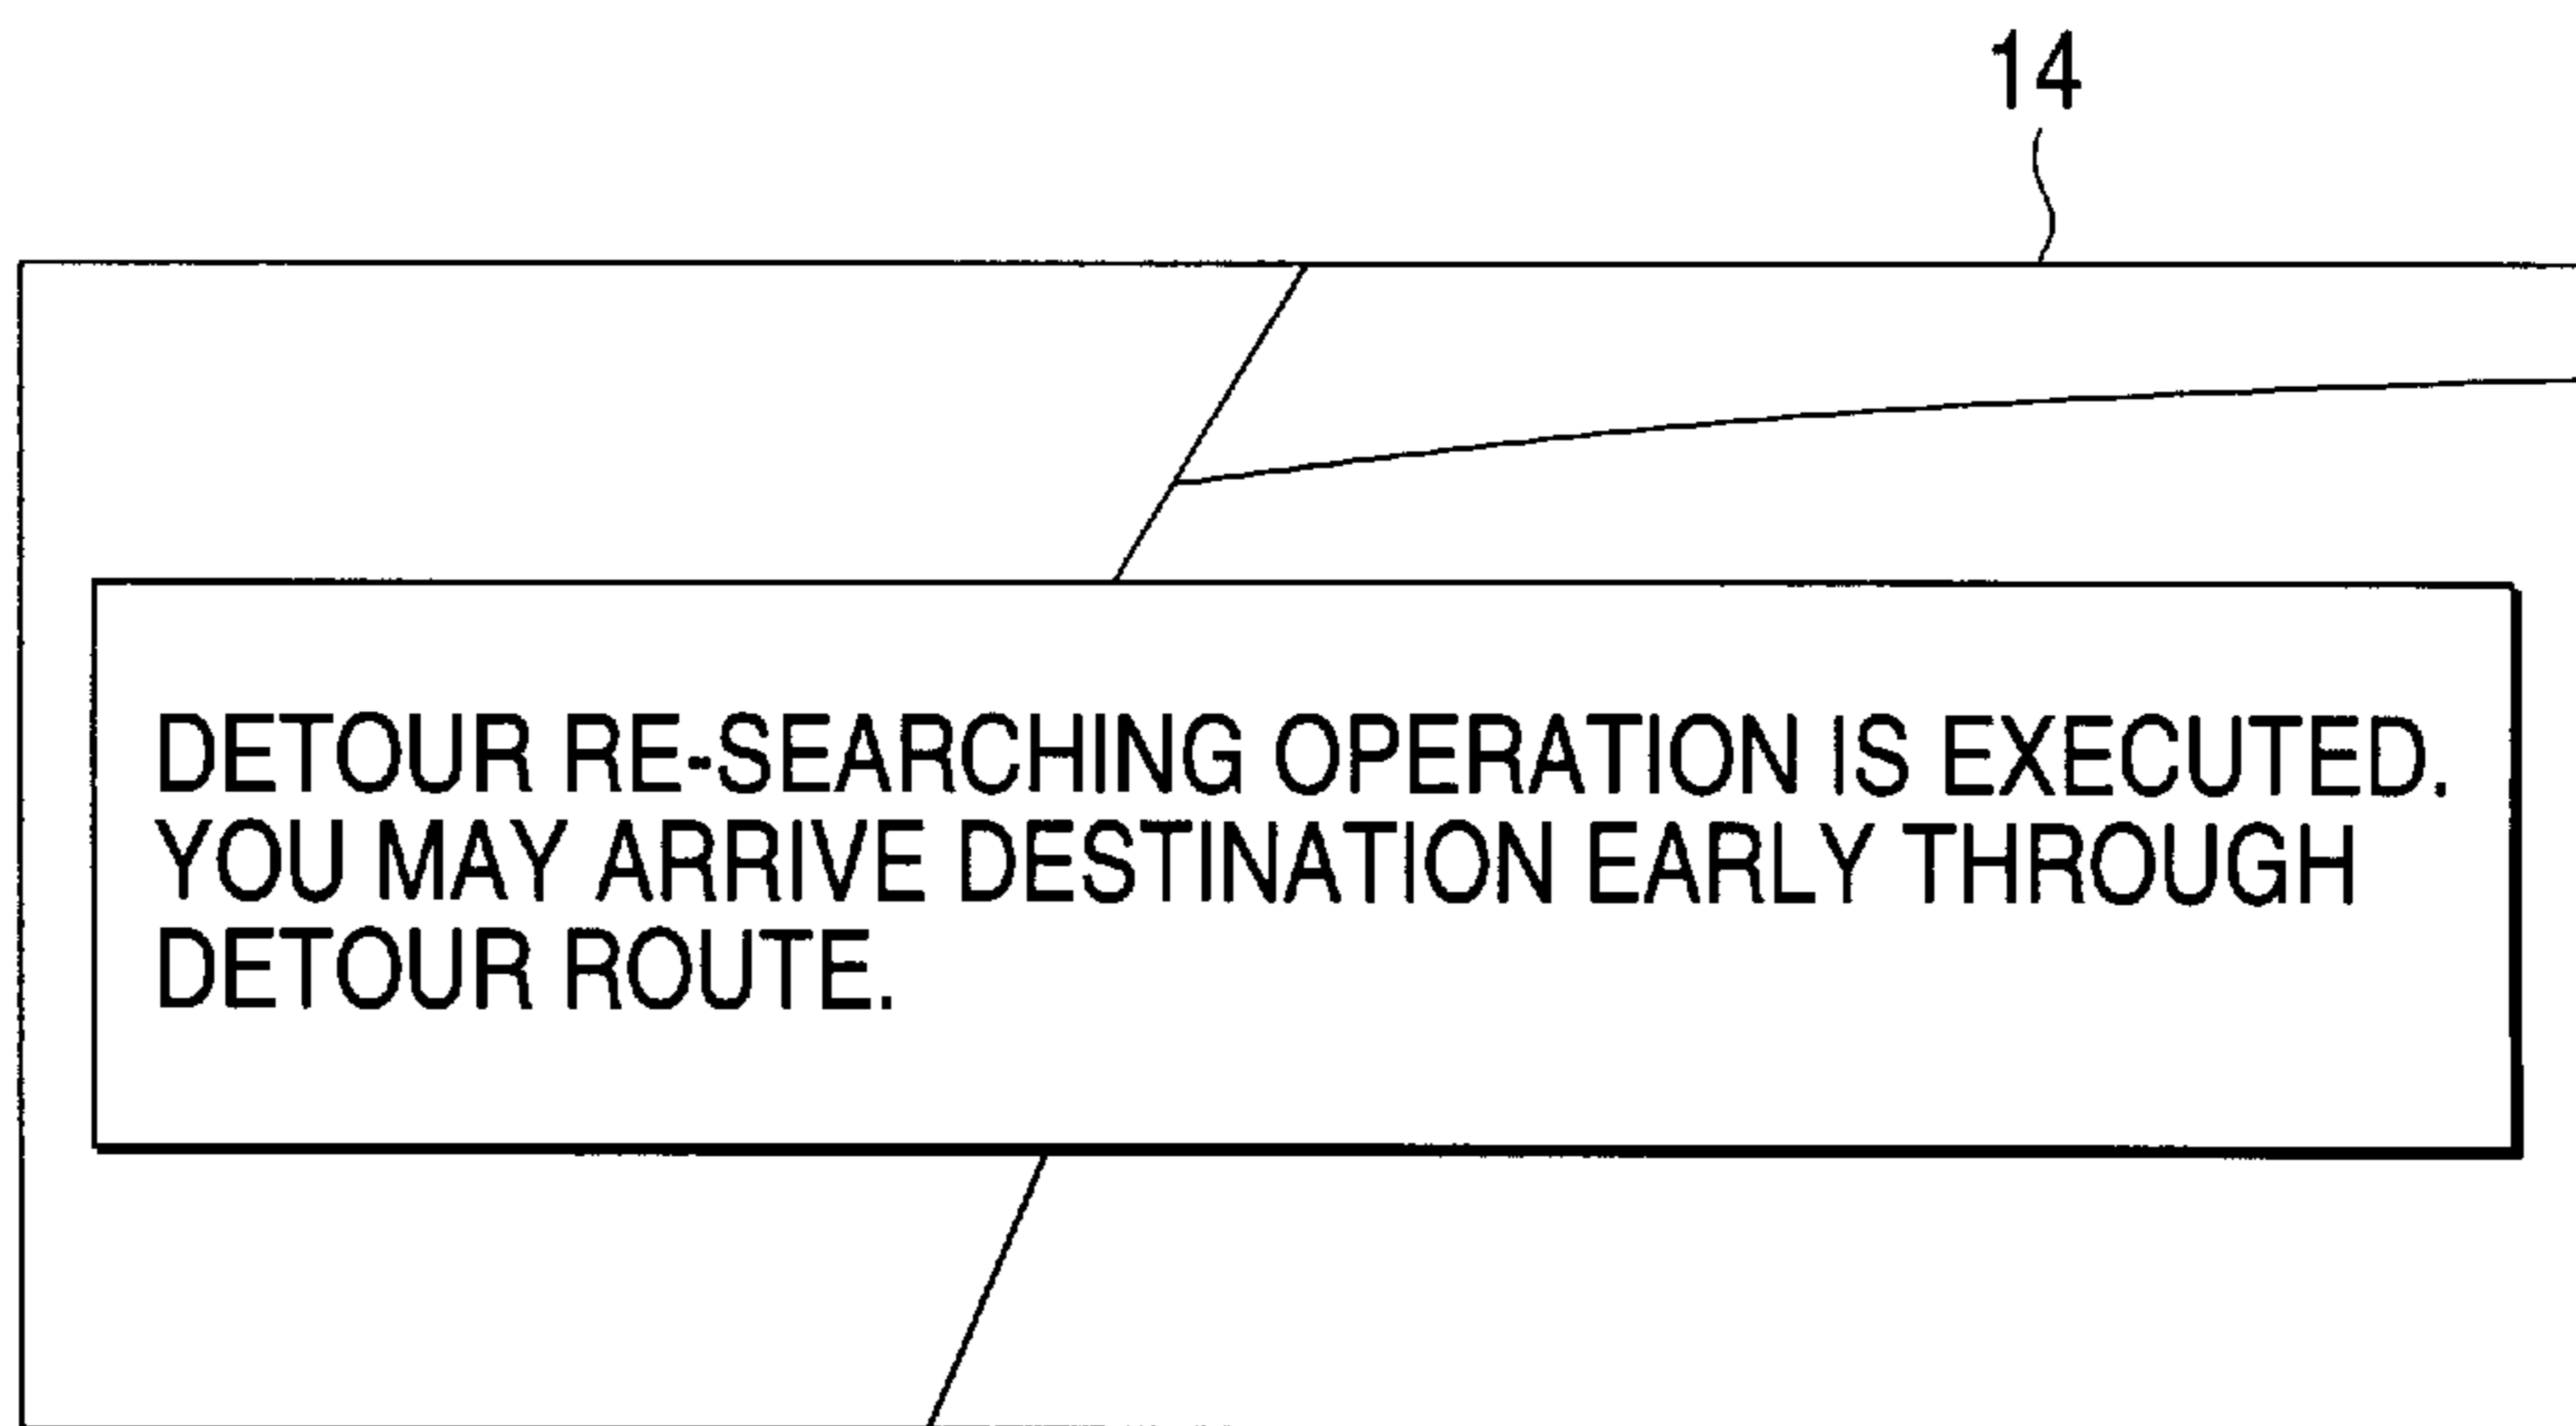 14
DETOUR RE-SEARCHING OPERATION IS EXECUTED.
YOU MAY ARRIVE DESTINATION EARLY THROUGH
DETOUR ROUTE.